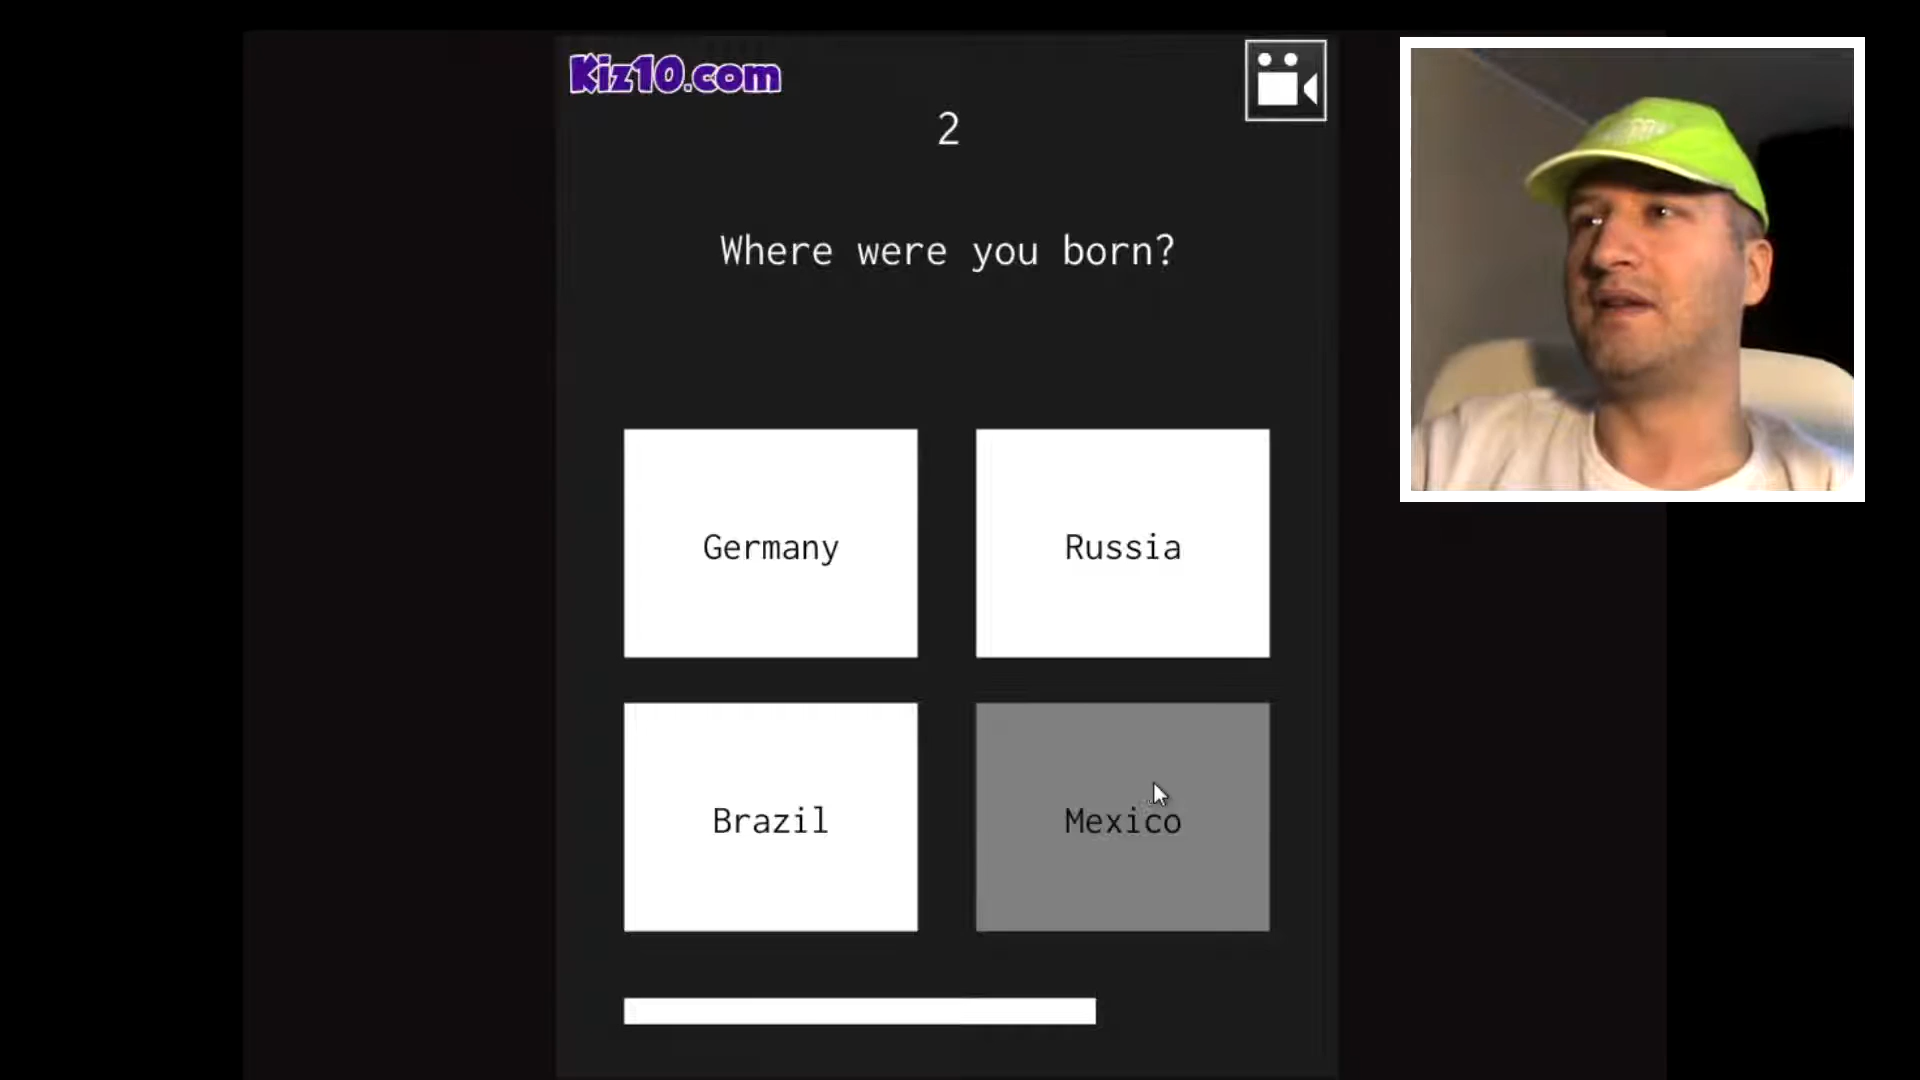 Kiz10.com
2
Where were you born?
Germany
Russia
Brazil
Mexico